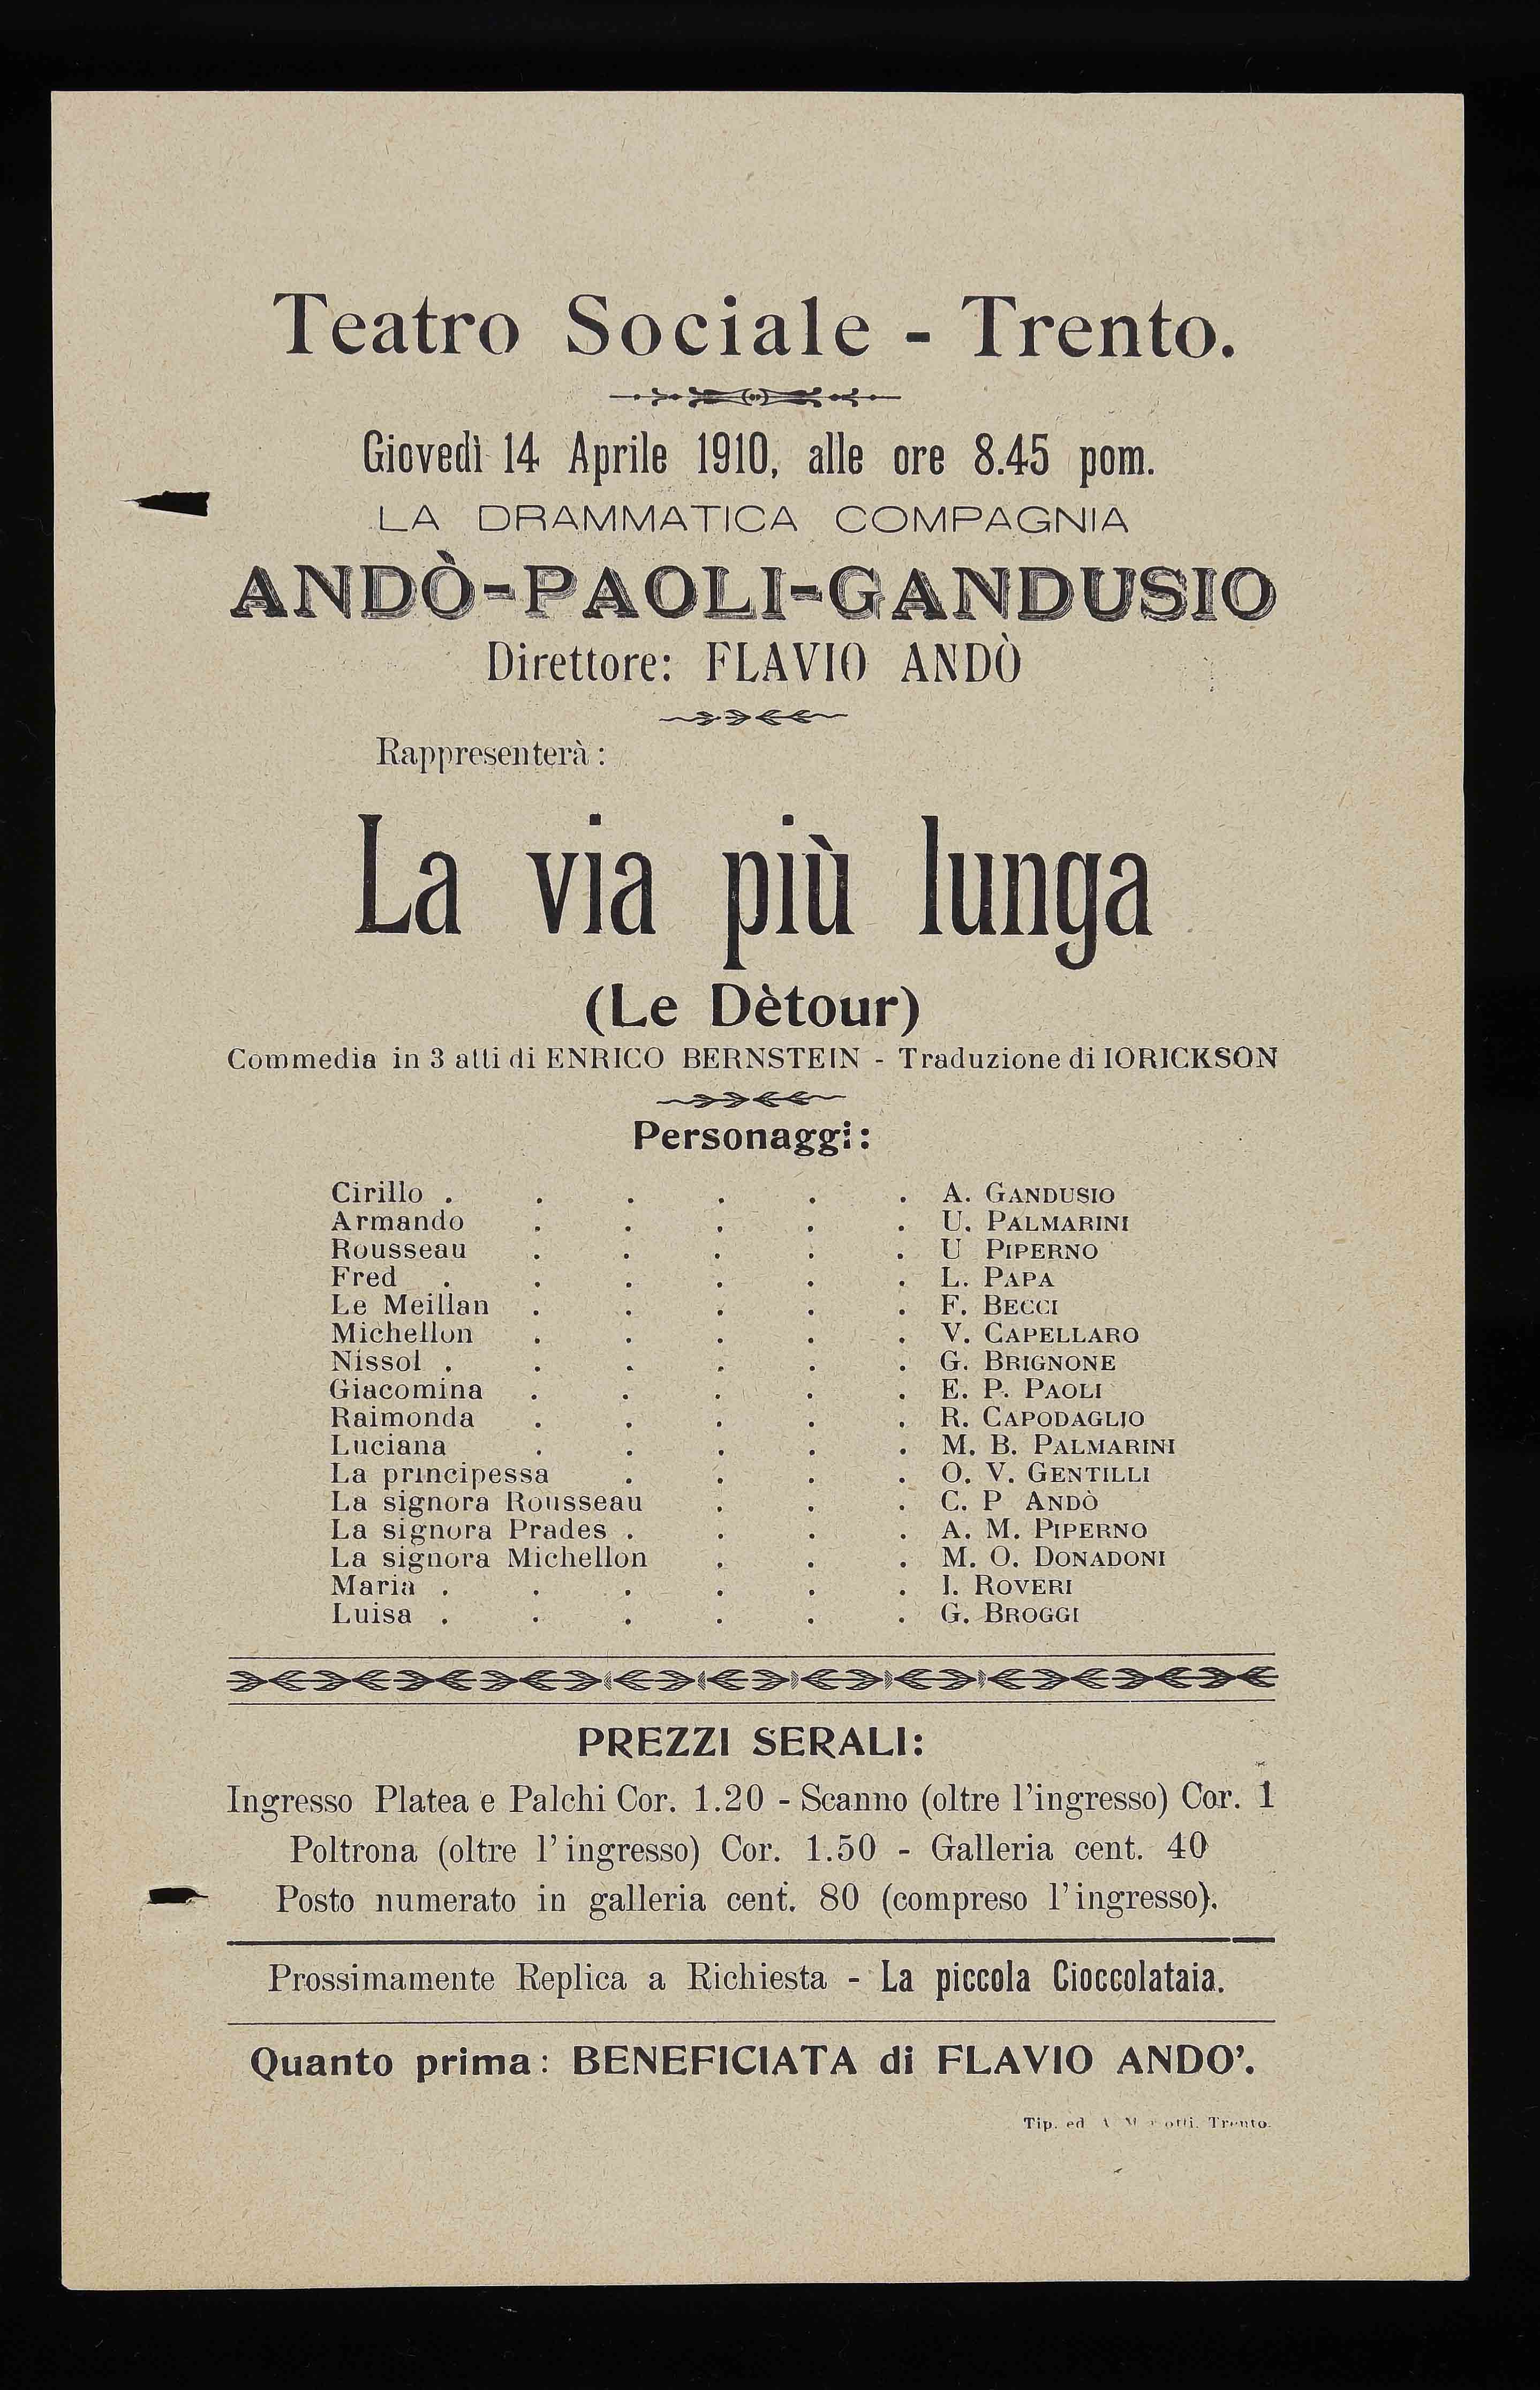 Teatro Sociale - Trento.
Giovedì 14 Aprile 1910, alle ore 8.45 pom.
LA DRAMMATICA COMPAGNIA
ANDÒ-PAOLI-GANDUSIO
Direttore: FLAVIO ANDÒ
Rappresenterà:
La via più lunga
(Le Dètour)
Commedia in 3 atti di ENRICO BERNSTEIN - Traduzione di IORICKSON
Personaggi:
Cirillo . . . . . . A. GANDUSIO
Armando . . . . . U. PALMARINI
Rousseau . . . . . U PIPERNO
Fred . . . . . . L. PAPA
Le Meillan . . . . . F. BECCI
Michellon . . . . . V. CAPELLARO
Nissol . . . . . . G. BRIGNONE
Giacomina . . . . . E. P. PAOLI
Raimonda . . . . . R. CAPODAGLIO
Luciana . . . . . M. B. PALMARINI
La principessa . . . . O. V. GENTILLI
La signora Rousseau . . . C. P ANDÒ
La signora Prades . . . . A. M. PIPERNO
La signora Michellon . . . M. O. DONADONI
Maria . . . . . . I. ROVERI
Luisa . . . . . . G. BROGGI
PREZZI SERALI:
Ingresso Platea e Palchi Cor. 1.20 - Scanno (oltre l'ingresso) Cor. 1
Poltrona (oltre l'ingresso) Cor. 1.50 - Galleria cent. 40
Posto numerato in galleria cent. 80 (compreso l'ingresso).
Prossimamente Replica a Richiesta - La piccola Cioccolataia.
Quanto prima: BENEFICIATA di FLAVIO ANDO'.
Tip. ed Trento.